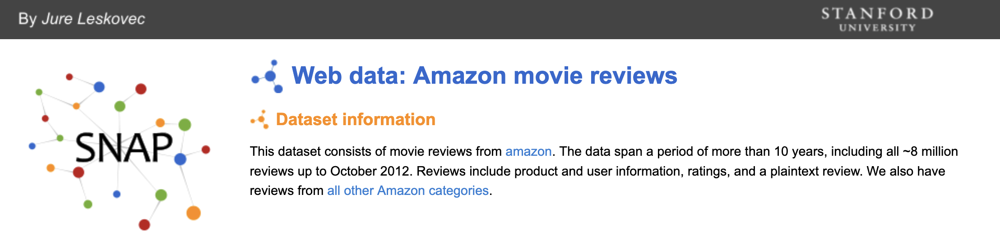 By Jure Leskovec
STANFORD
UNIVERSITY
SNAP
Web data: Amazon movie reviews
Dataset information
This dataset consists of movie reviews from amazon. The data span a period of more than 10 years, including all ~8 million
reviews up to October 2012. Reviews include product and user information, ratings, and a plaintext review. We also have
reviews from all other Amazon categories.